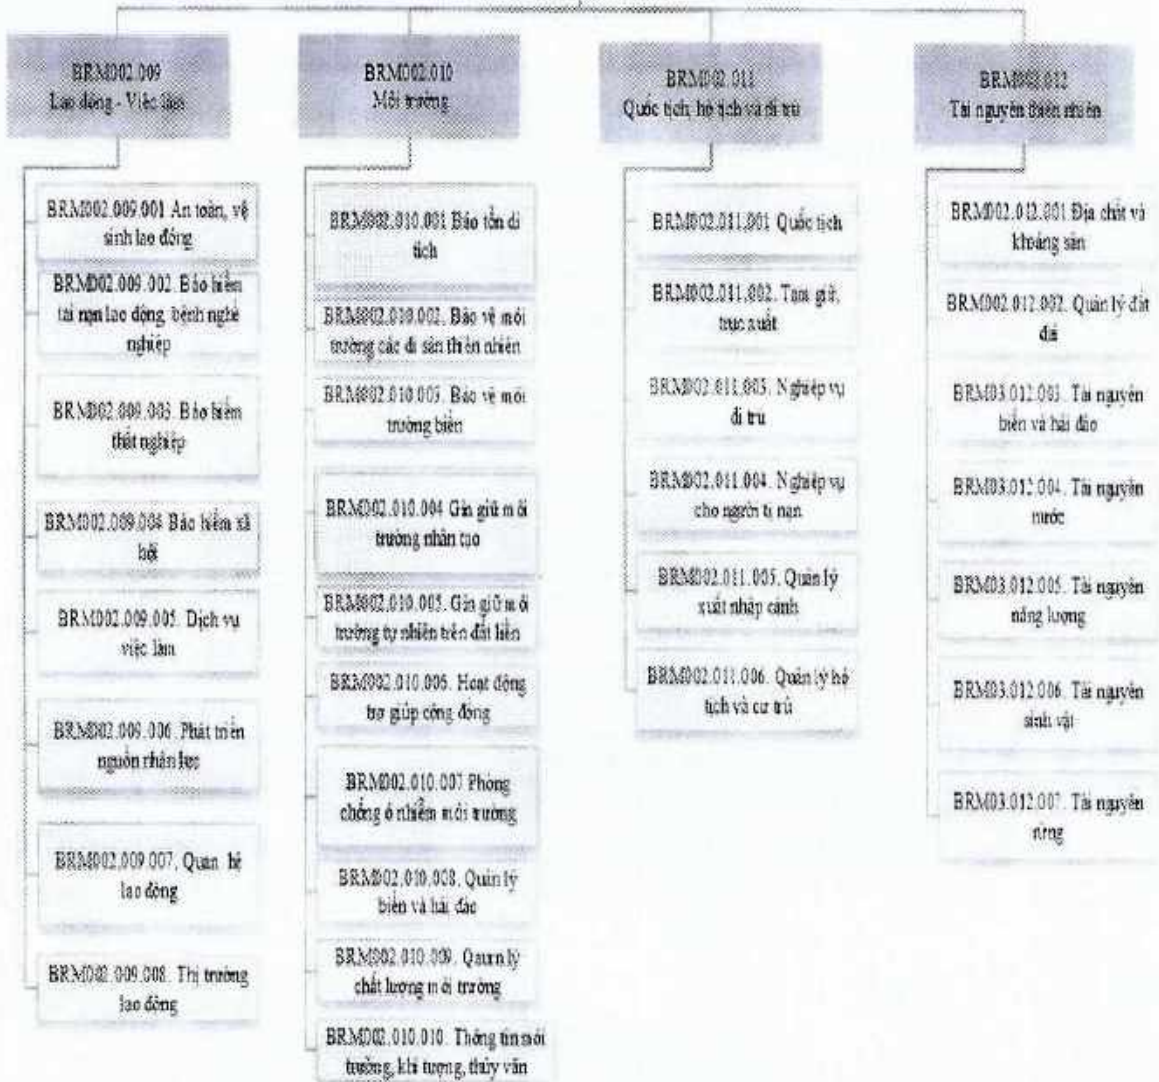 BRM002.009
Lao động - Việc làm
BRM002.009.001 An toàn, vệ
sinh lao động
BRM002.009.002. Bảo hiểm
tai nạn lao động, bệnh nghề
nghiệp
BRM002.009.003. Bảo hiểm
thất nghiệp
BRM002.009.004 Bảo hiểm xã
hội
BRM002.009.005. Dịch vụ
việc làm
BRM002.009.006. Phát triển
nguồn nhân lực
BRM002.009.007. Quan hệ
lao động
BRM002.009.008. Thị trường
lao động
BRM002.010
Môi trường
BRM002.010.001 Bảo tồn di
tích
BRM002.010.002. Bảo vệ môi
trường các di sản thiên nhiên
BRM002.010.003. Bảo vệ môi
trường biển
BRM002.010.004 Gìn giữ môi
trường nhân tạo
BRM002.010.005. Gìn giữ môi
trường tự nhiên trên đất liền
BRM002.010.006. Hoạt động
trợ giúp cộng đồng
BRM002.010.007 Phòng
chống ô nhiễm môi trường
BRM002.010.008. Quản lý
biển và hải đảo
BRM002.010.009. Qaurn lý
chất lượng môi trường
BRM002.010.010. Thông tin môi
trường, khí tượng, thủy văn
BRM002.011
Quốc tịch, hộ tịch và di trú
BRM002.011.001 Quốc tịch
BRM002.011.002. Tạm giữ,
trục xuất
BRM002.011.003. Nghiệp vụ
di trú
BRM002.011.004. Nghiệp vụ
cho người tị nạn
BRM002.011.005. Quản lý
xuất nhập cảnh
BRM002.011.006. Quản lý hộ
tịch và cư trú
BRM002.012
Tài nguyên thiên nhiên
BRM002.012.001 Địa chất và
khoáng sản
BRM002.012.002. Quản lý đất
đai
BRM03.012.003. Tài nguyên
biển và hải đảo
BRM03.012.004. Tài nguyên
nước
BRM03.012.005. Tài nguyên
năng lượng
BRM03.012.006. Tài nguyên
sinh vật
BRM03.012.007. Tài nguyên
rừng